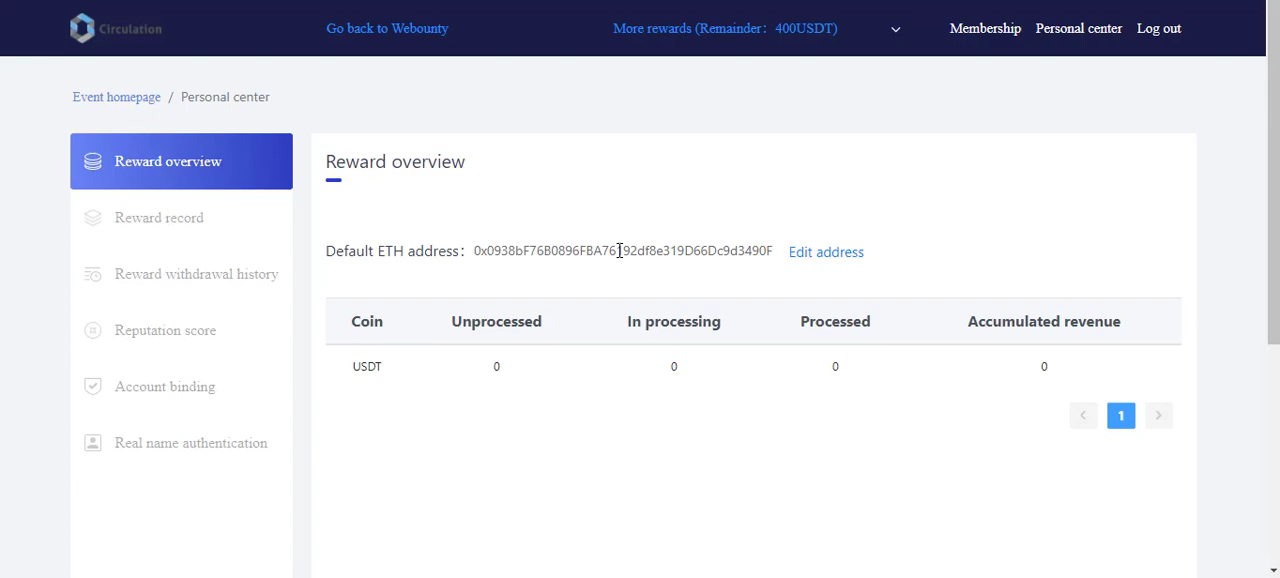 Circulation
Go back to Webounty
More rewards (Remainder：400USDT)
Membership
Personal center
Log out
Event homepage / Personal center
Reward overview
Reward record
Reward withdrawal history
Reputation score
Account binding
Real name authentication
Reward overview
Default ETH address： Edit address
Coin Unprocessed In processing Processed Accumulated revenue
USDT 0 0 0 0
1